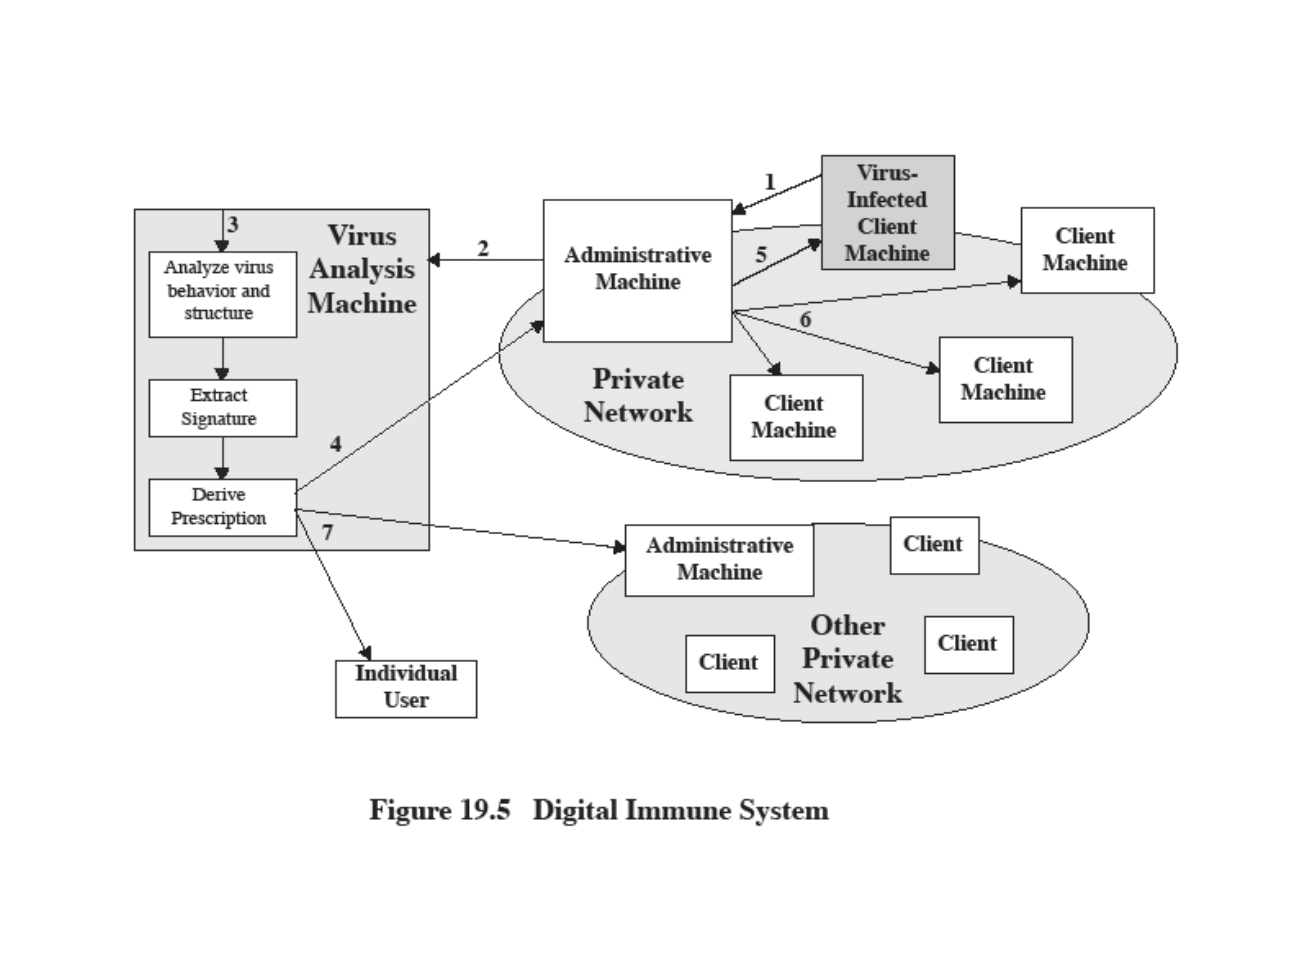 1
Virus-
Infected
Client
Machine
Client
Machine
3
Virus
Analysis
Machine
2
Administrative
Machine
5
Analyze virus
behavior and
structure
6
Private
Network
Client
Machine
Client
Machine
Extract
Signature
4
Derive
Prescription
7
Administrative
Machine
Client
Other
Private
Network
Client
Client
Individual
User
Figure 19.5 Digital Immune System